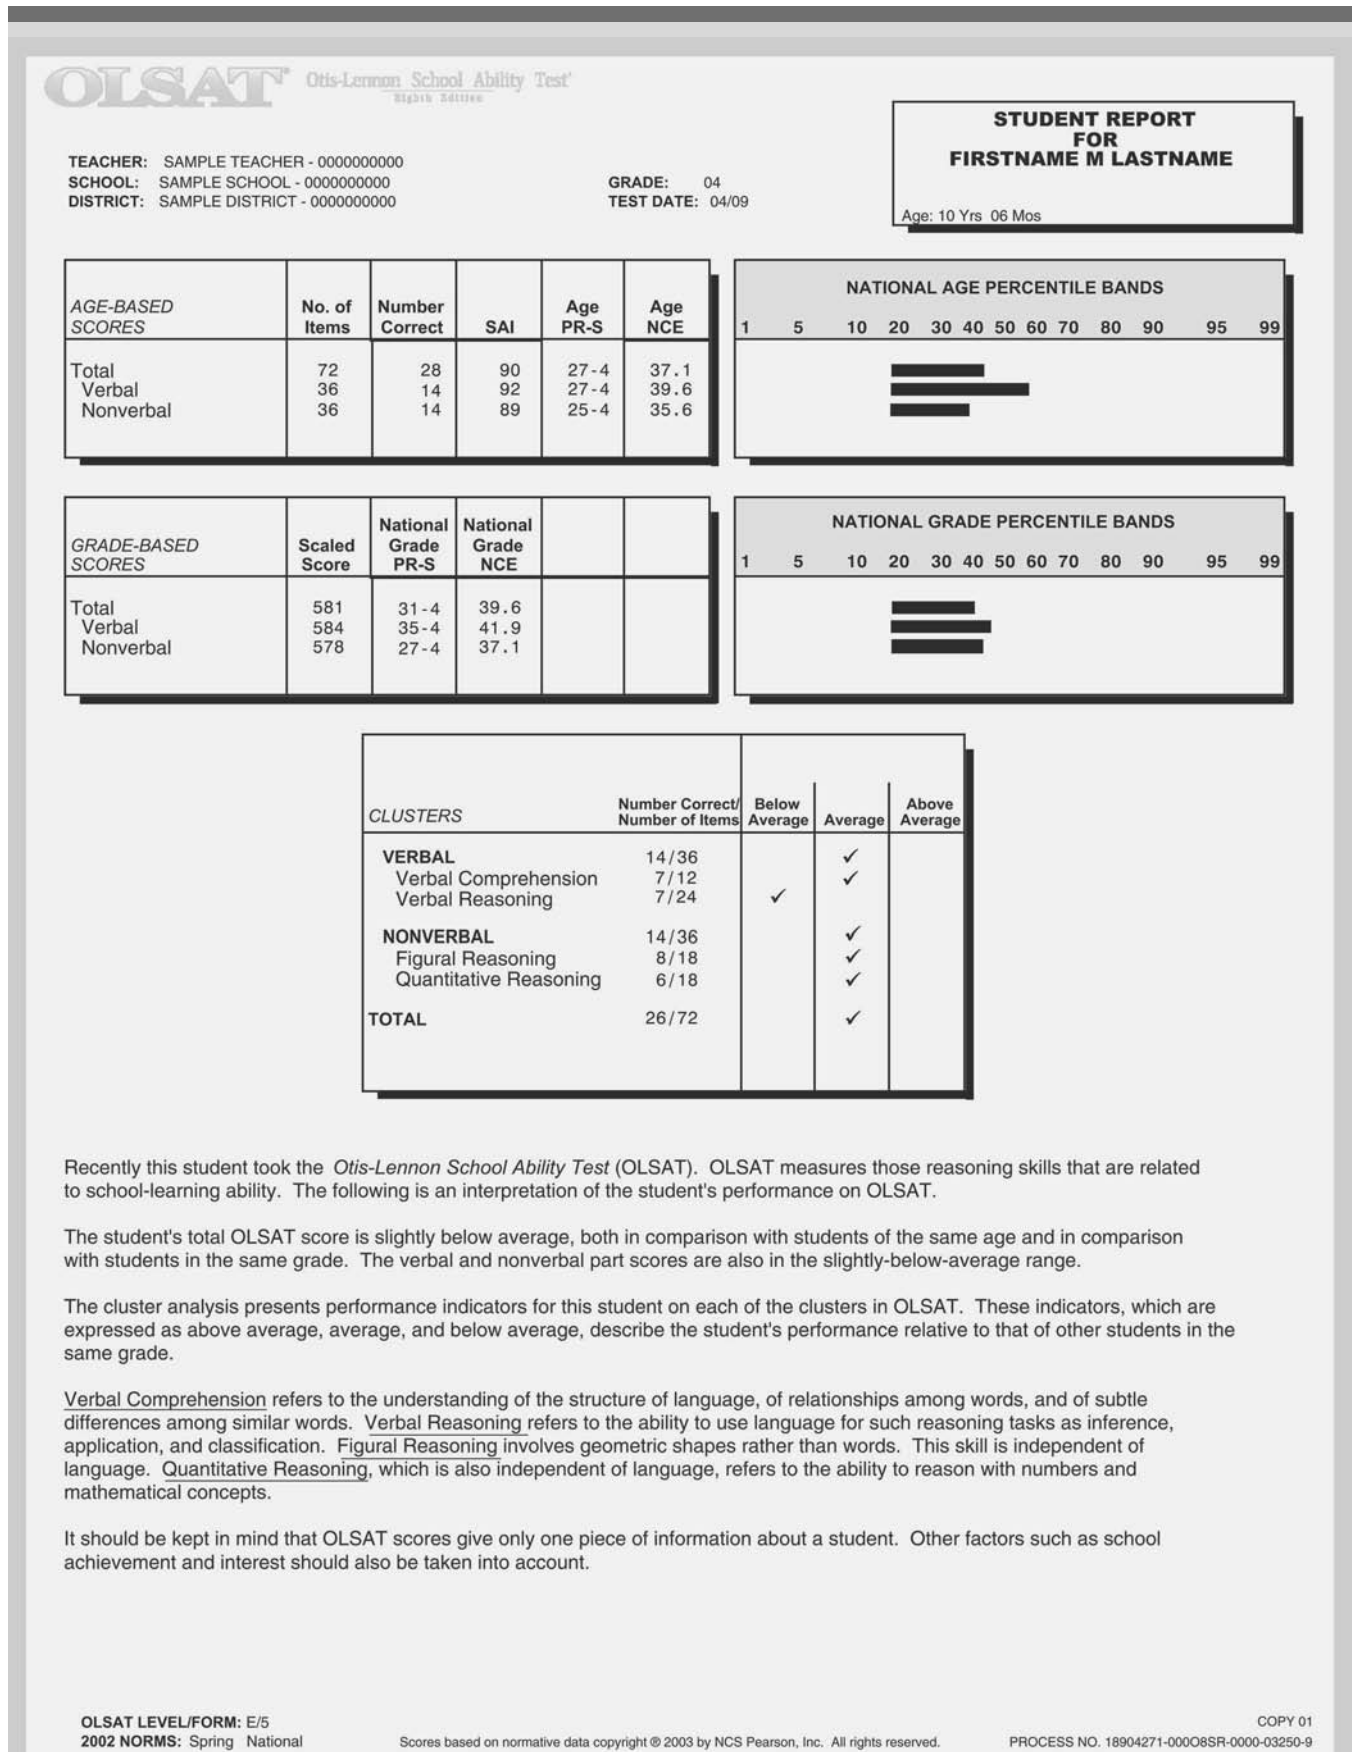 OLSAT® Otis-Lennon School Ability Test®
Eighth Edition
STUDENT REPORT
FOR
FIRSTNAME M LASTNAME
Age: 10 Yrs 06 Mos
TEACHER: SAMPLE TEACHER - 0000000000
SCHOOL: SAMPLE SCHOOL - 0000000000
DISTRICT: SAMPLE DISTRICT - 0000000000
GRADE: 04
TEST DATE: 04/09
AGE-BASED SCORES No. of Items Number Correct SAI Age PR-S Age NCE
Total 72 28 90 27-4 37.1
Verbal 36 14 92 27-4 39.6
Nonverbal 36 14 89 25-4 35.6
NATIONAL AGE PERCENTILE BANDS
1 5 10 20 30 40 50 60 70 80 90 95 99
GRADE-BASED SCORES Scaled Score National Grade PR-S National Grade NCE
Total 581 31-4 39.6
Verbal 584 35-4 41.9
Nonverbal 578 27-4 37.1
NATIONAL GRADE PERCENTILE BANDS
1 5 10 20 30 40 50 60 70 80 90 95 99
CLUSTERS Number Correct/ Number of Items Below Average Average Above Average
VERBAL 14/36 ✓
Verbal Comprehension 7/12 ✓
Verbal Reasoning 7/24 ✓
NONVERBAL 14/36 ✓
Figural Reasoning 8/18 ✓
Quantitative Reasoning 6/18 ✓
TOTAL 26/72 ✓
Recently this student took the Otis-Lennon School Ability Test (OLSAT). OLSAT measures those reasoning skills that are related
to school-learning ability. The following is an interpretation of the student's performance on OLSAT.
The student's total OLSAT score is slightly below average, both in comparison with students of the same age and in comparison
with students in the same grade. The verbal and nonverbal part scores are also in the slightly-below-average range.
The cluster analysis presents performance indicators for this student on each of the clusters in OLSAT. These indicators, which are
expressed as above average, average, and below average, describe the student's performance relative to that of other students in the
same grade.
Verbal Comprehension refers to the understanding of the structure of language, of relationships among words, and of subtle
differences among similar words. Verbal Reasoning refers to the ability to use language for such reasoning tasks as inference,
application, and classification. Figural Reasoning involves geometric shapes rather than words. This skill is independent of
language. Quantitative Reasoning, which is also independent of language, refers to the ability to reason with numbers and
mathematical concepts.
It should be kept in mind that OLSAT scores give only one piece of information about a student. Other factors such as school
achievement and interest should also be taken into account.
OLSAT LEVEL/FORM: E/5
2002 NORMS: Spring National
Scores based on normative data copyright © 2003 by NCS Pearson, Inc. All rights reserved.
COPY 01
PROCESS NO. 18904271-000O8SR-0000-03250-9